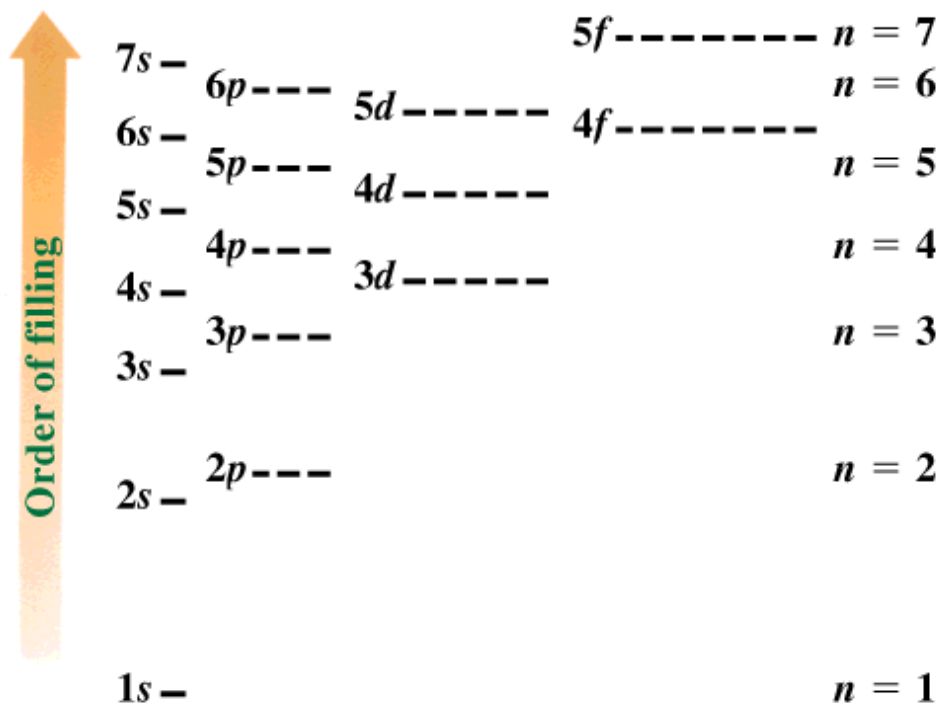 5f n = 7
7s
6p n = 6
5d
6s 4f
5p n = 5
4d
5s
4p n = 4
3d
4s
3p n = 3
3s
2p n = 2
2s
1s n = 1
Order of filling